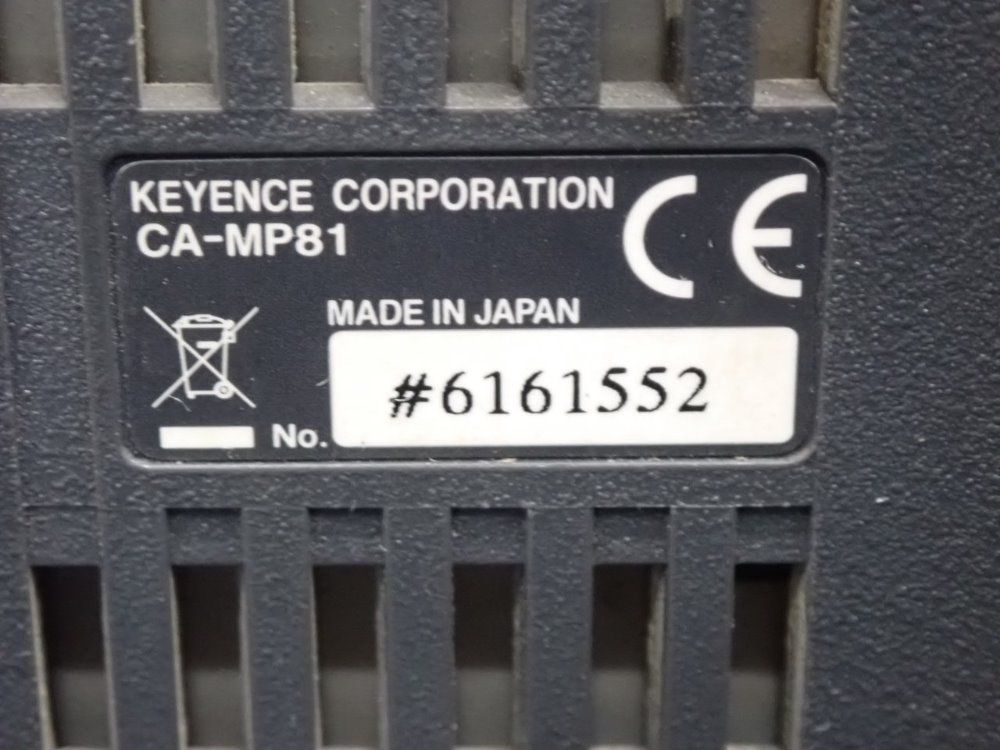 KEYENCE CORPORATION
CA-MP81
CE
MADE IN JAPAN
No. #6161552